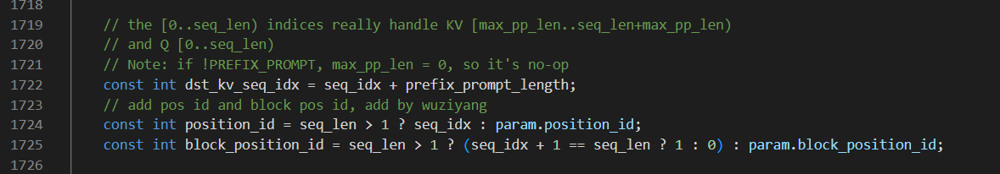 1718
1719 // the [0..seq_len) indices really handle KV [max_pp_len..seq_len+max_pp_len)
1720 // and Q [0..seq_len)
1721 // Note: if !PREFIX_PROMPT, max_pp_len = 0, so it's no-op
1722 const int dst_kv_seq_idx = seq_idx + prefix_prompt_length;
1723 // add pos id and block pos id, add by wuziyang
1724 const int position_id = seq_len > 1 ? seq_idx : param.position_id;
1725 const int block_position_id = seq_len > 1 ? (seq_idx + 1 == seq_len ? 1 : 0) : param.block_position_id;
1726